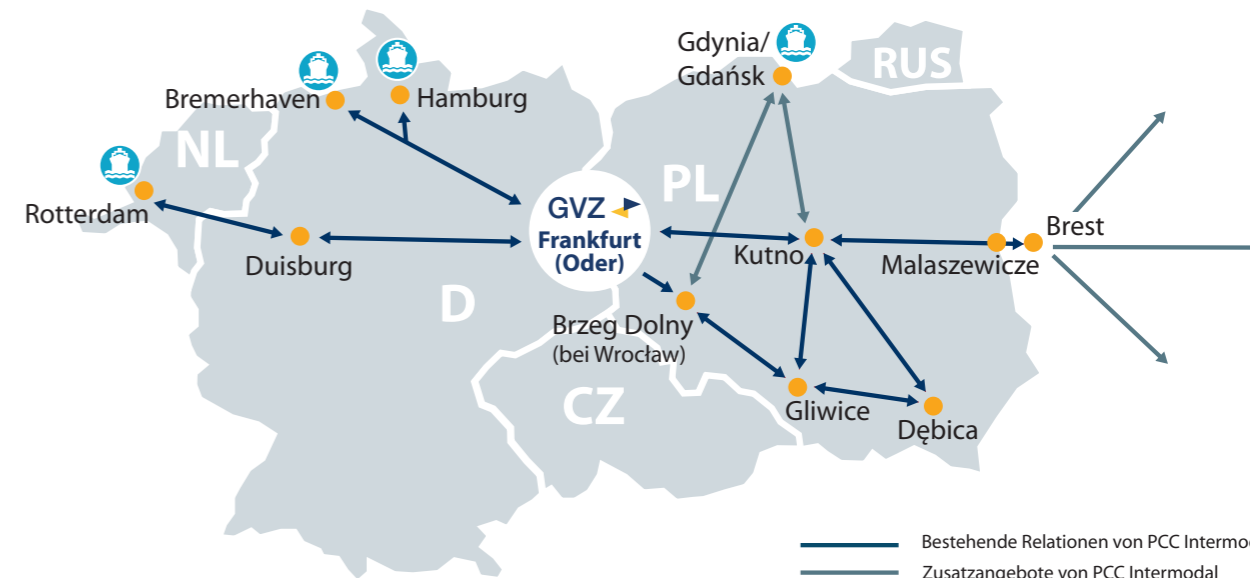 Gdynia/
Gdańsk
RUS
Bremerhaven
Hamburg
NL
PL
Rotterdam
GVZ
Frankfurt
(Oder)
Duisburg
Kutno
Malaszewicze
Brest
D
Brzeg Dolny
(bei Wrocław)
CZ
Gliwice
Dębica
Bestehende Relationen von PCC
Zusatzangebote von PCC Intermodal